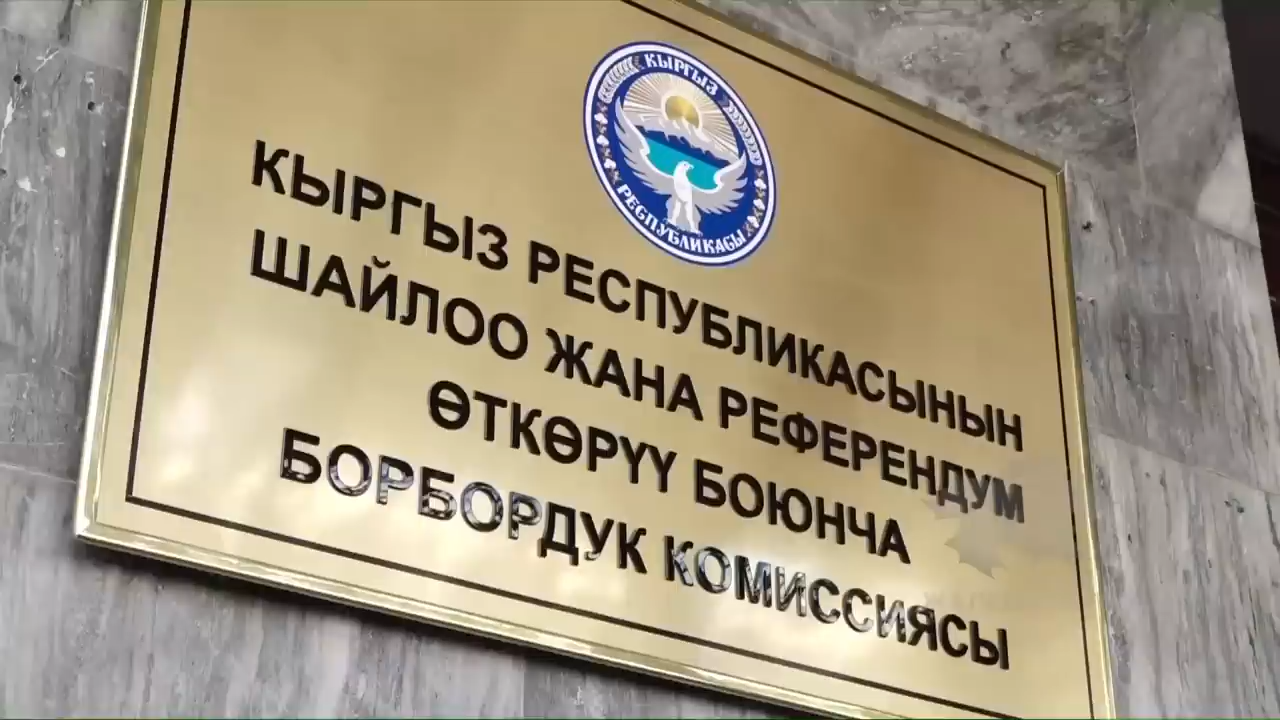 КЫРГЫЗ
РЕСПУБЛИКАСЫ
КЫРГЫЗ РЕСПУБЛИКАСЫНЫН
ШАЙЛОО ЖАНА РЕФЕРЕНДУМ
ӨТКӨРҮҮ БОЮНЧА
БОРБОРДУК КОМИССИЯСЫ